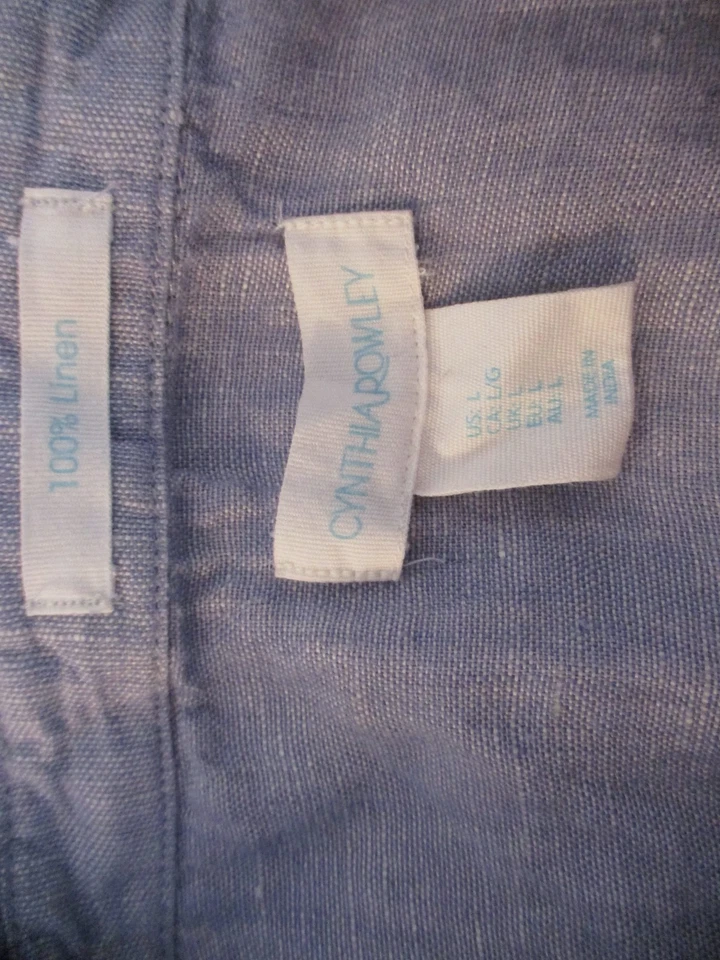 100% Linen
CYNTHIA ROWLEY
US: L
CA: L/G
UK: L
EU: L
AU: L
MADE IN
INDIA